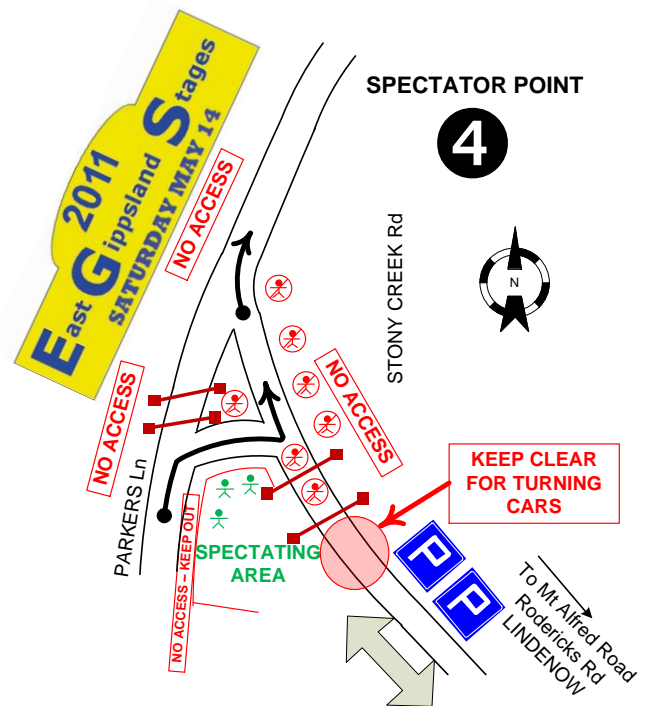 2011
East Gippsland Stages
SATURDAY MAY 14
SPECTATOR POINT
4
NO ACCESS
STONY CREEK Rd
N
NO ACCESS
NO ACCESS
KEEP CLEAR
FOR TURNING
CARS
PARKERS Ln
NO ACCESS – KEEP OUT
SPECTATING
AREA
P
P
To Mt Alfred Road
Rodericks Rd
LINDENOW